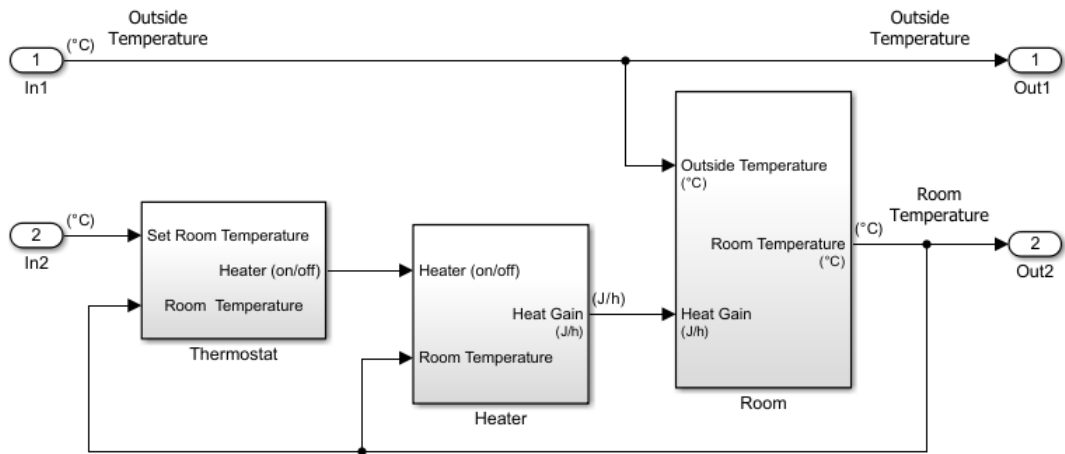 Outside
Temperature
Outside
Temperature
(°C)
1
1
In1
Out1
Outside Temperature
(°C)
Room
Temperature
(°C)
(°C)
2
Set Room Temperature
2
In2
Room Temperature
(°C)
Out2
Heater (on/off)
Heater (on/off)
Room  Temperature
(J/h)
Heat Gain
(J/h)
Heat Gain
(J/h)
Thermostat
Room Temperature
Room
Heater